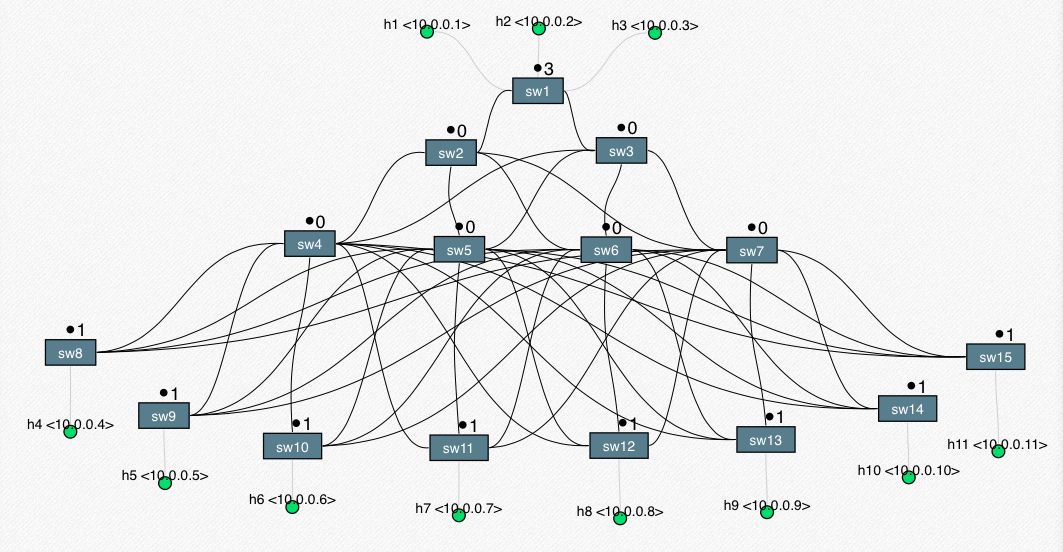 h1 <10.0.0.1>
h2 <10.0.0.2>
h3 <10.0.0.3>
3
sw1
0
sw2
0
sw3
0
sw4
0
sw5
0
sw6
0
sw7
1
sw8
1
sw15
1
sw9
1
sw14
1
sw10
1
sw11
1
sw12
1
sw13
h4 <10.0.0.4>
h11 <10.0.0.11>
h5 <10.0.0.5>
h10 <10.0.0.10>
h6 <10.0.0.6>
h7 <10.0.0.7>
h8 <10.0.0.8>
h9 <10.0.0.9>